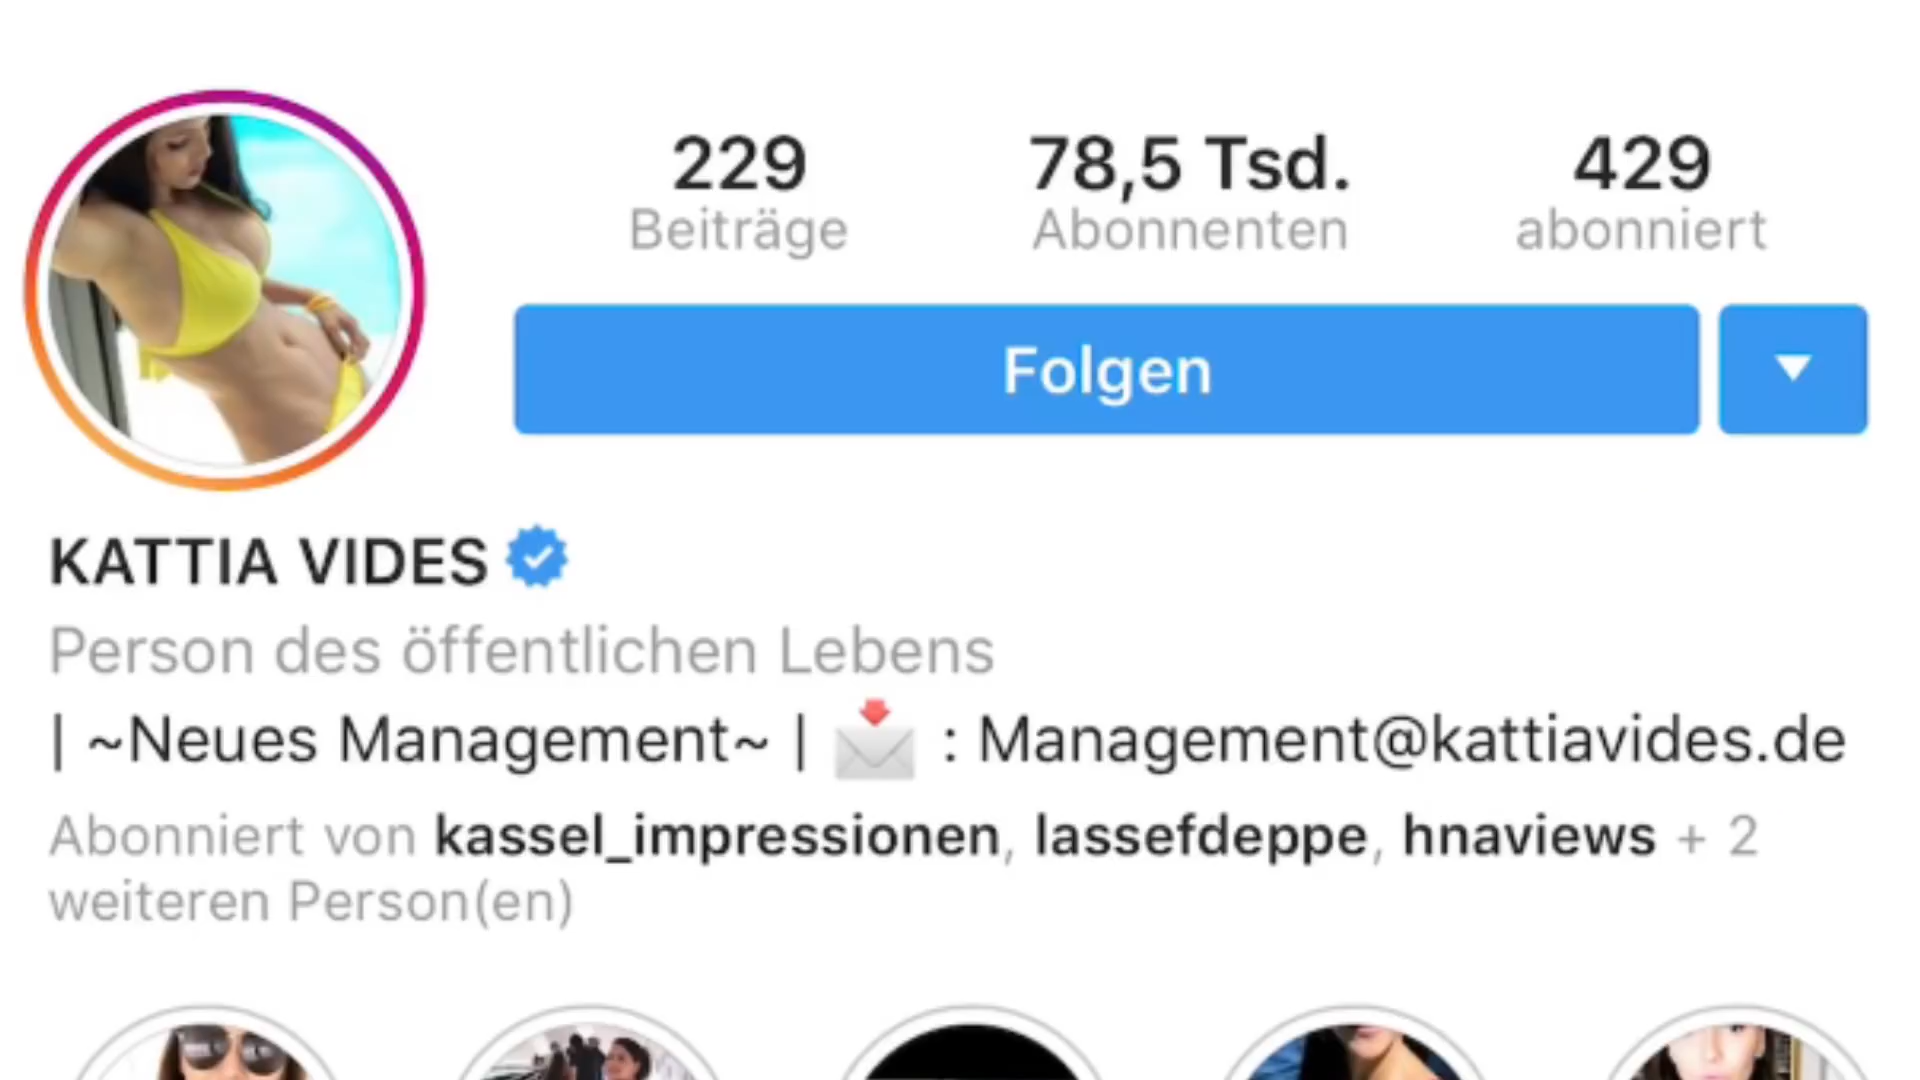 229 78,5 Tsd. 429
Beiträge Abonnenten abonniert
Folgen
KATTIA VIDES
Person des öffentlichen Lebens
| ~Neues Management~ | 📩 : Management@kattiavides.de
Abonniert von kassel_impressionen, lassefdeppe, hnaviews + 2
weiteren Person(en)